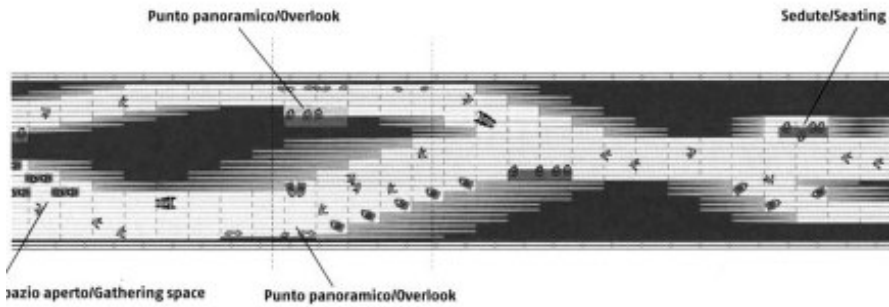 Punto panoramico/Overlook
Sedute/Seating
pazio aperto/Gathering space
Punto panoramico/Overlook